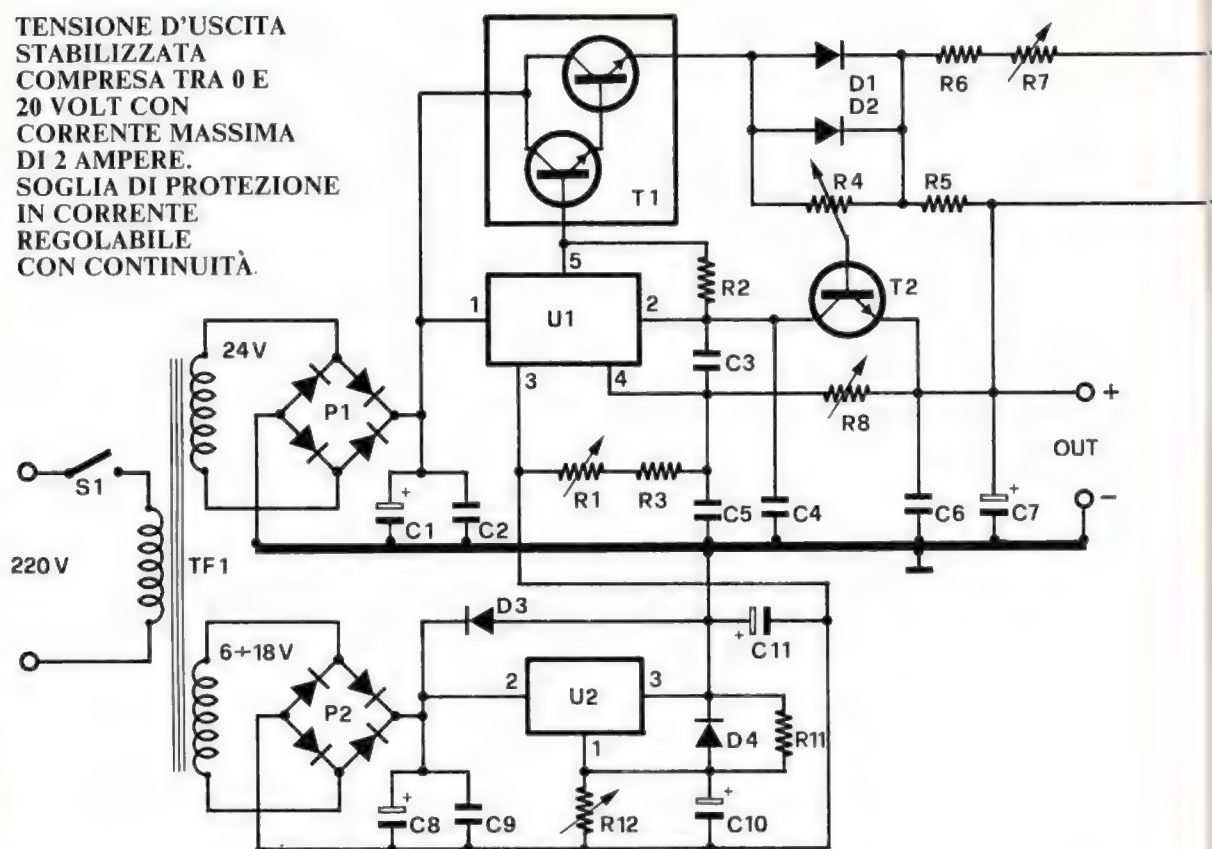 TENSIONE D'USCITA
STABILIZZATA
COMPRESA TRA 0 E
20 VOLT CON
CORRENTE MASSIMA
DI 2 AMPERE.
SOGLIA DI PROTEZIONE
IN CORRENTE
REGOLABILE
CON CONTINUITÀ.
T1
D1
D2
R6
R7
R4
R5
5
R2
1
U1
2
T2
3
4
C3
R8
+
OUT
-
24V
P1
S1
220V
TF1
+
C1
C2
R1
R3
C5
C4
C6
+
C7
D3
+
C11
6÷18V
P2
2
U2
3
1
D4
R11
+
C8
C9
R12
+
C10